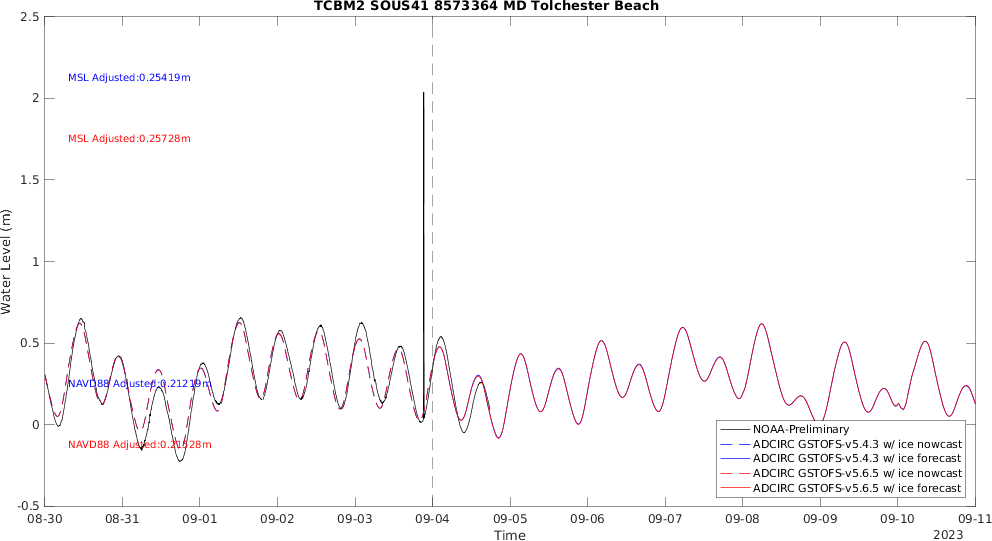 TCBM2 SOUS41 8573364 MD Tolchester Beach
2.5
2
1.5
1
0.5
0
-0.5
Water Level (m)
MSL Adjusted:0.25419m
MSL Adjusted:0.25728m
NAVD88 Adjusted:0.21219m
NAVD88 Adjusted:0.21528m
NOAA-Preliminary
ADCIRC GSTOFS-v5.4.3 w/ ice nowcast
ADCIRC GSTOFS-v5.4.3 w/ ice forecast
ADCIRC GSTOFS-v5.6.5 w/ ice nowcast
ADCIRC GSTOFS-v5.6.5 w/ ice forecast
08-30 08-31 09-01 09-02 09-03 09-04 09-05 09-06 09-07 09-08 09-09 09-10 09-11
Time
2023